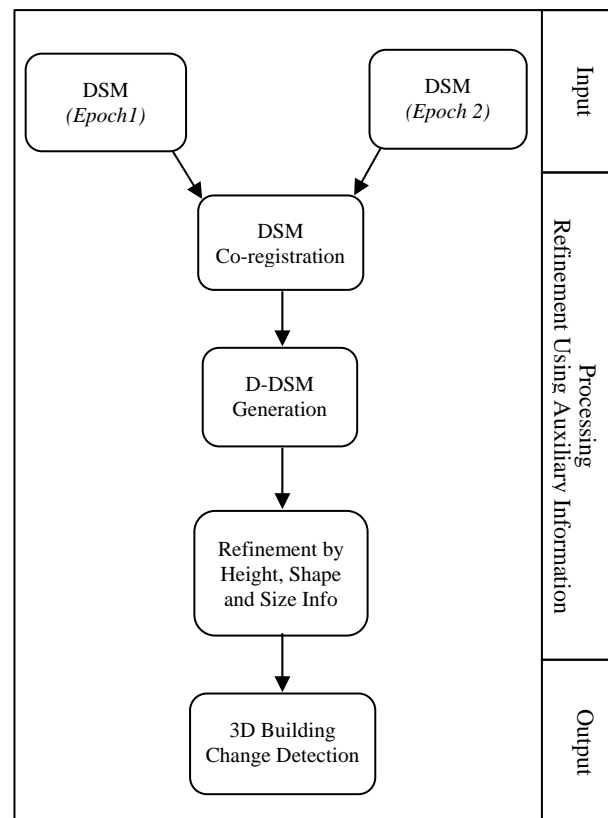 DSM
(Epoch1)
DSM
(Epoch 2)
DSM
Co-registration
D-DSM
Generation
Refinement by
Height, Shape
and Size Info
3D Building
Change Detection
Input
Processing
Refinement Using Auxiliary Information
Output